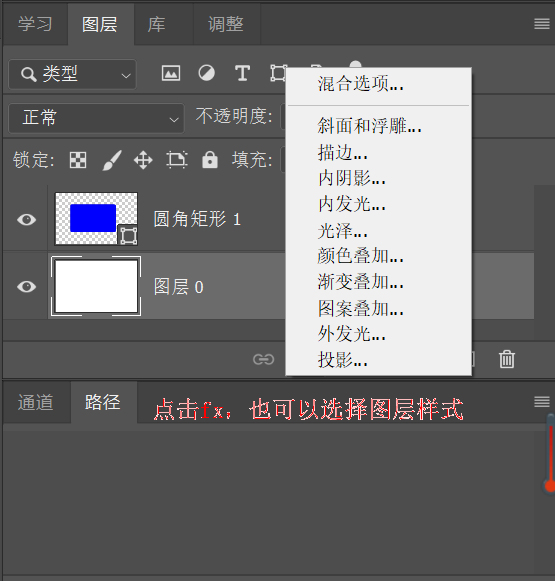 学习 图层 库 调整
类型
正常 不透明度:
锁定: 填充:
圆角矩形 1
图层 0
混合选项...
斜面和浮雕...
描边...
内阴影...
内发光...
光泽...
颜色叠加...
渐变叠加...
图案叠加...
外发光...
投影...
通道 路径
点击fx，也可以选择图层样式